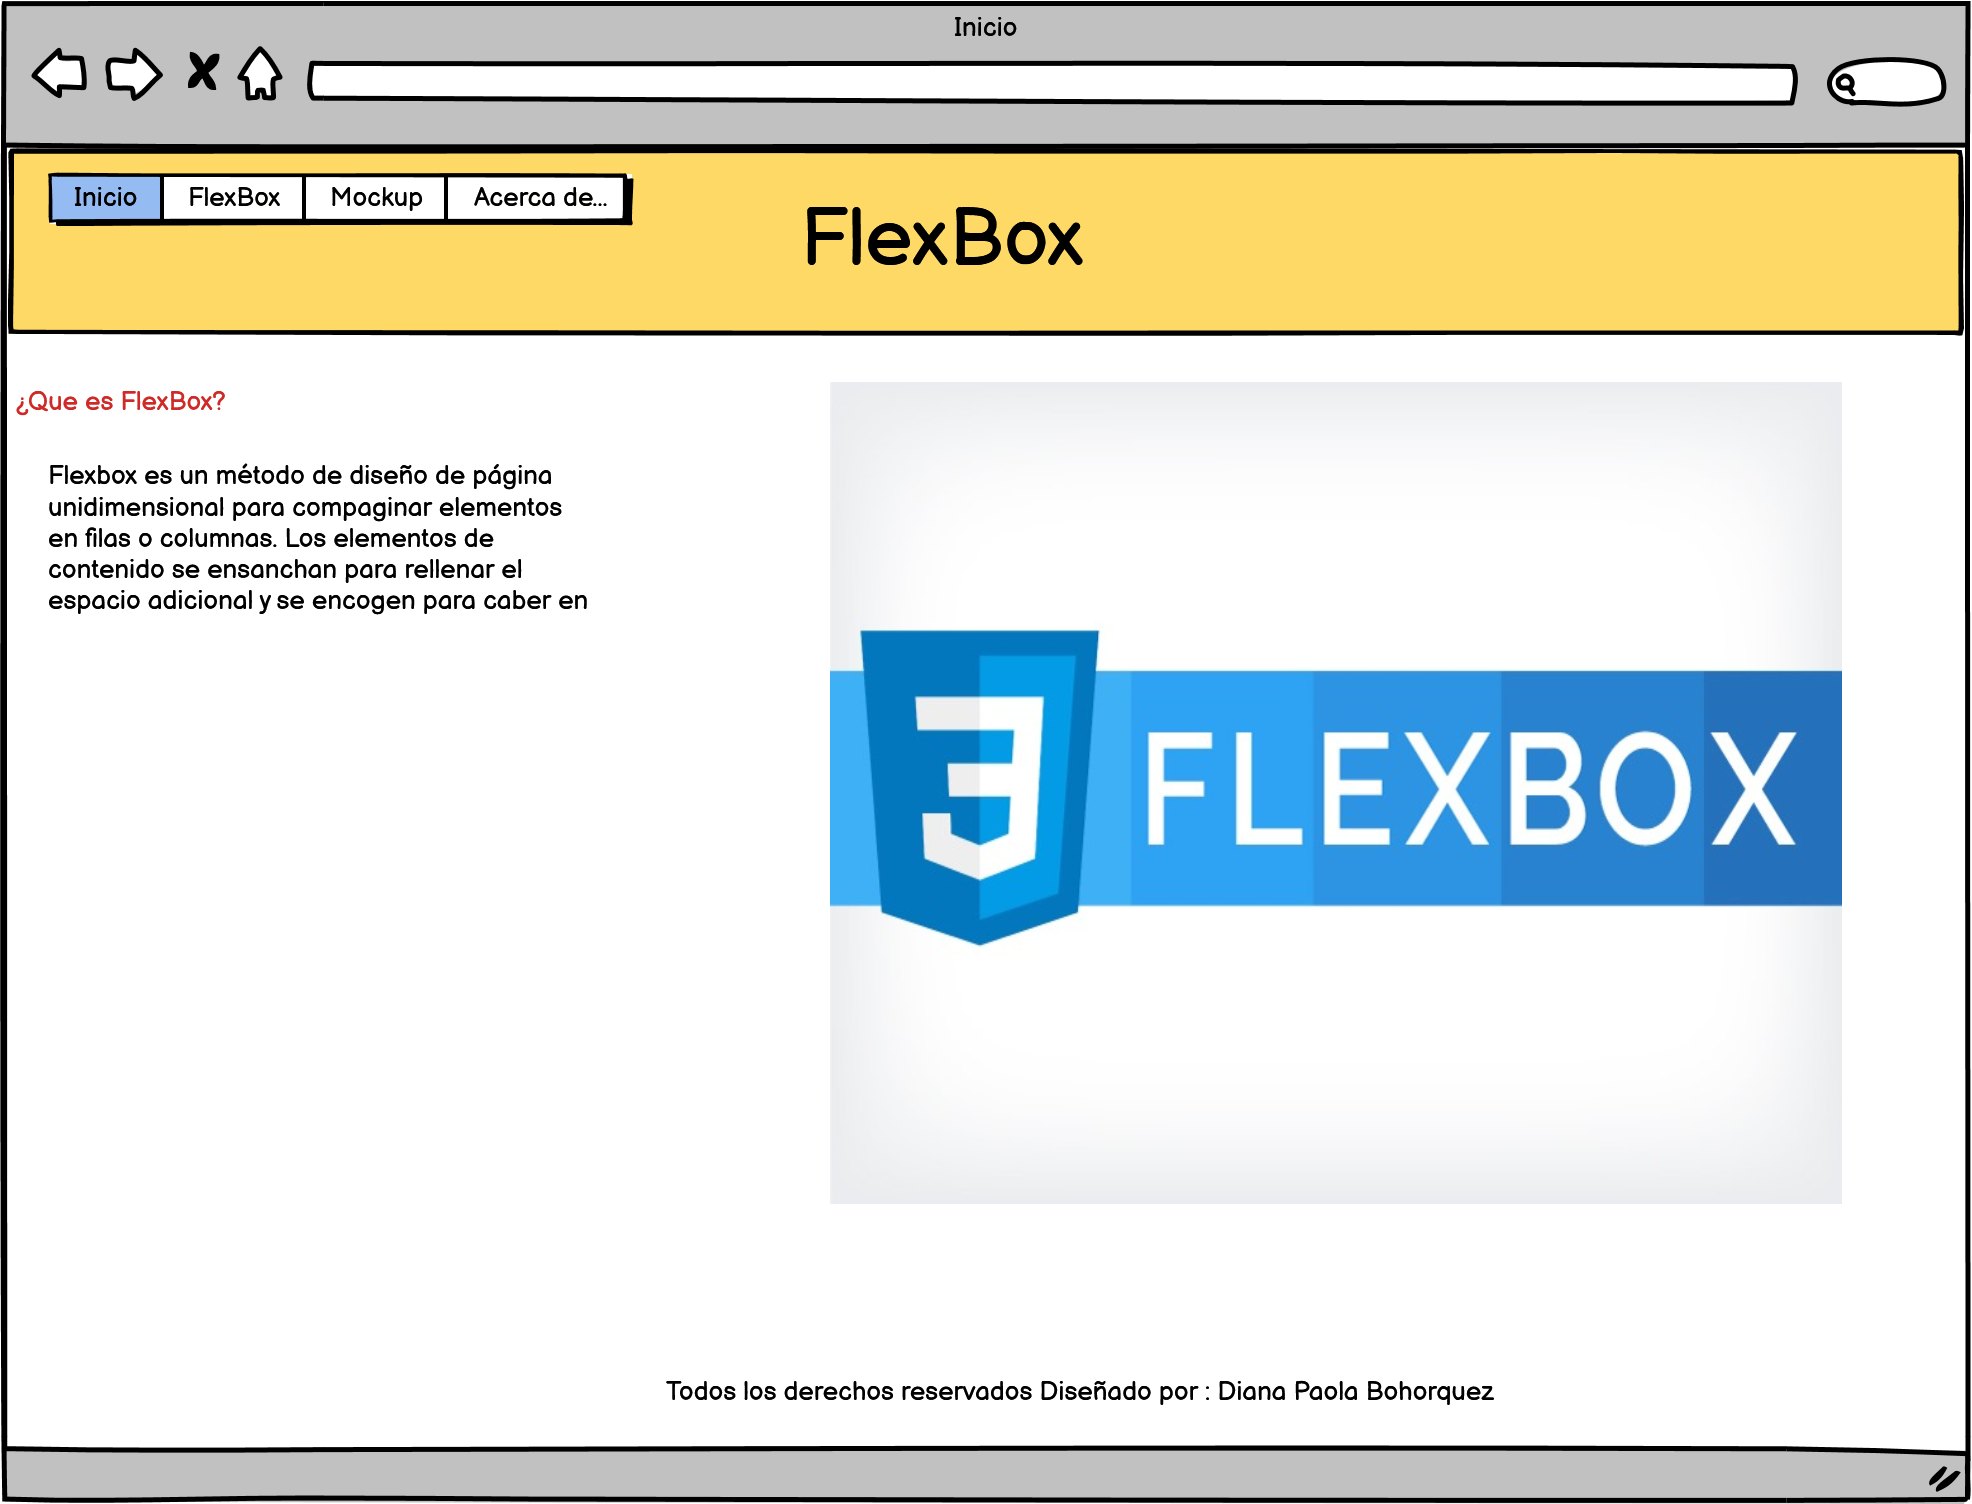 Inicio
Inicio FlexBox Mockup Acerca de...
FlexBox
¿Que es FlexBox?
Flexbox es un método de diseño de página
unidimensional para compaginar elementos
en filas o columnas. Los elementos de
contenido se ensanchan para rellenar el
espacio adicional y se encogen para caber en
3 FLEXBOX
Todos los derechos reservados Diseñado por : Diana Paola Bohorquez